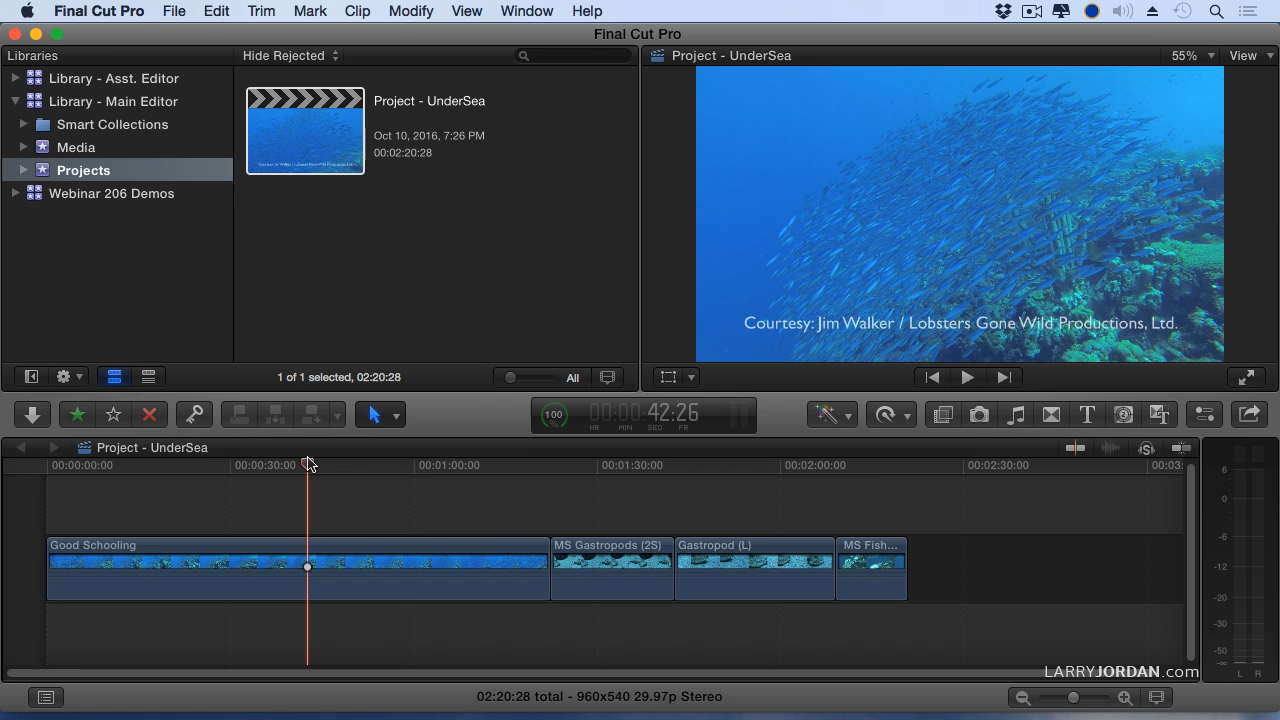 Final Cut Pro File Edit Trim Mark Clip Modify View Window Help
Final Cut Pro
Libraries
Hide Rejected
Project - UnderSea
55%
View
Library - Asst. Editor
Library - Main Editor
Smart Collections
Media
Projects
Webinar 206 Demos
Project - UnderSea
Oct 10, 2016, 7:26 PM
00:02:20:28
Courtesy: Jim Walker / Lobsters Gone Wild Productions, Ltd.
1 of 1 selected, 02:20:28
All
100
%
00:00:42:26
HR MIN SEC FR
Project - UnderSea
00:00:00:00 00:00:30:00 00:01:00:00 00:01:30:00 00:02:00:00 00:02:30:00 00:03:
Good Schooling
MS Gastropods (2S)
Gastropod (L)
MS Fish...
6
0
-6
-12
-20
-30
-50
-∞
L R
LARRYJORDAN.com
02:20:28 total - 960x540 29.97p Stereo